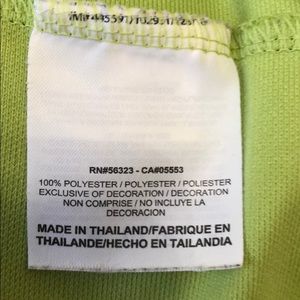 RN#56323 - CA#05553
100% POLYESTER / POLYESTER / POLIESTER
EXCLUSIVE OF DECORATION / DECORATION
NON COMPRISE / NO INCLUYE LA
DECORACION
MADE IN THAILAND/FABRIQUE EN
THAILANDE/HECHO EN TAILANDIA